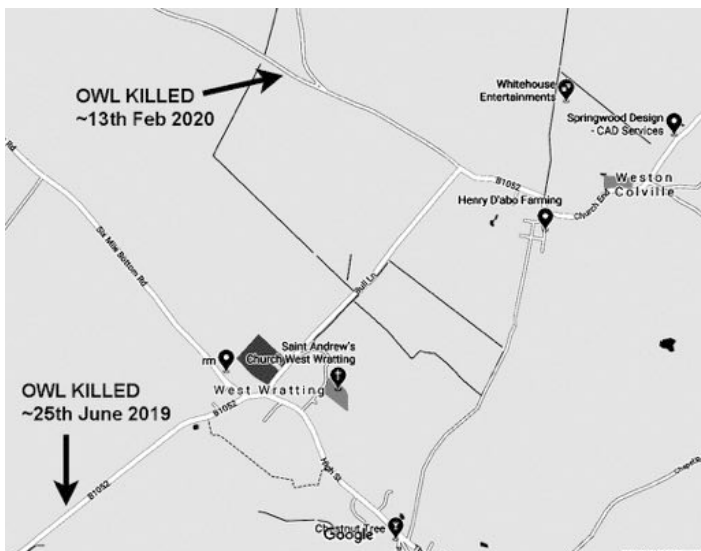 OWL KILLED
~13th Feb 2020
Whitehouse
Entertainments
Springwood Design
- CAD Services
Rd
B1052
Weston
Colville
Church End
Henry D'abo Farming
Six Mile Bottom Rd
Bull Ln
Saint Andrew's
Church West Wratting
rm
West Wratting
OWL KILLED
~25th June 2019
B1052
B1052
High St
Chestnut Tree
Google